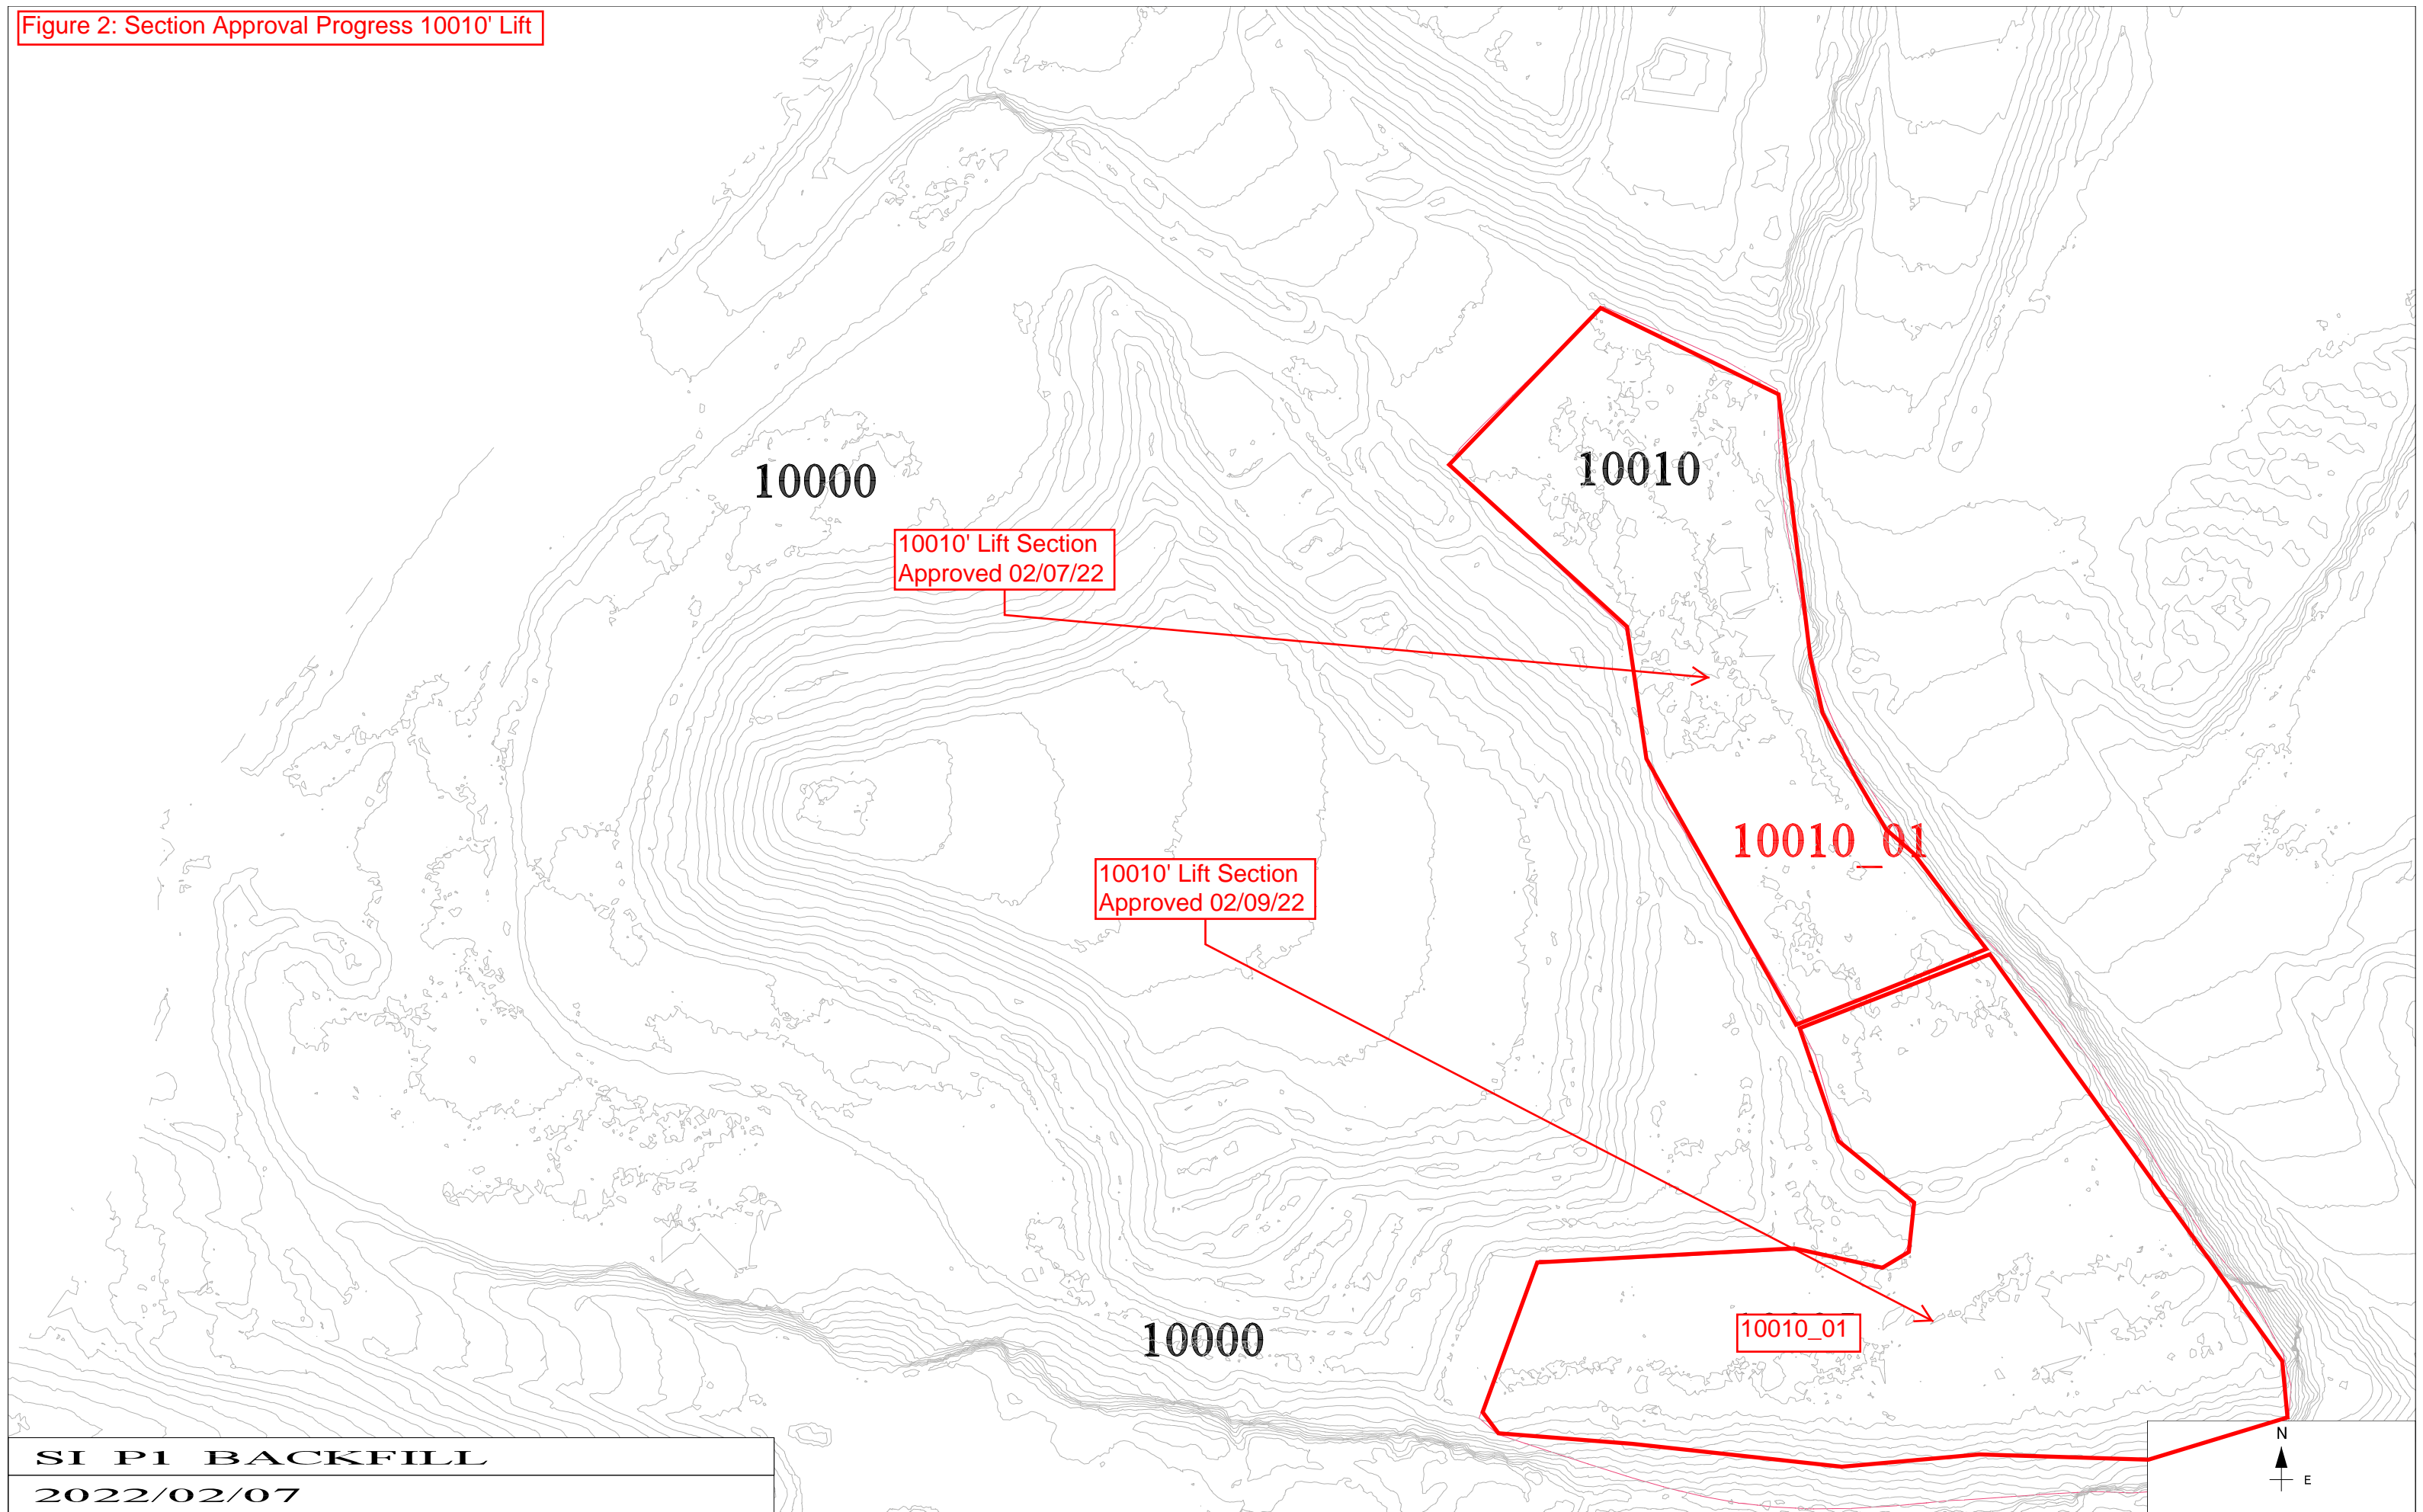 Figure 2: Section Approval Progress 10010' Lift
10000
10010
10010' Lift Section
Approved 02/07/22
10010_01
10010' Lift Section
Approved 02/09/22
10010_01
10000
SI P1 BACKFILL
2022/02/07
N
E